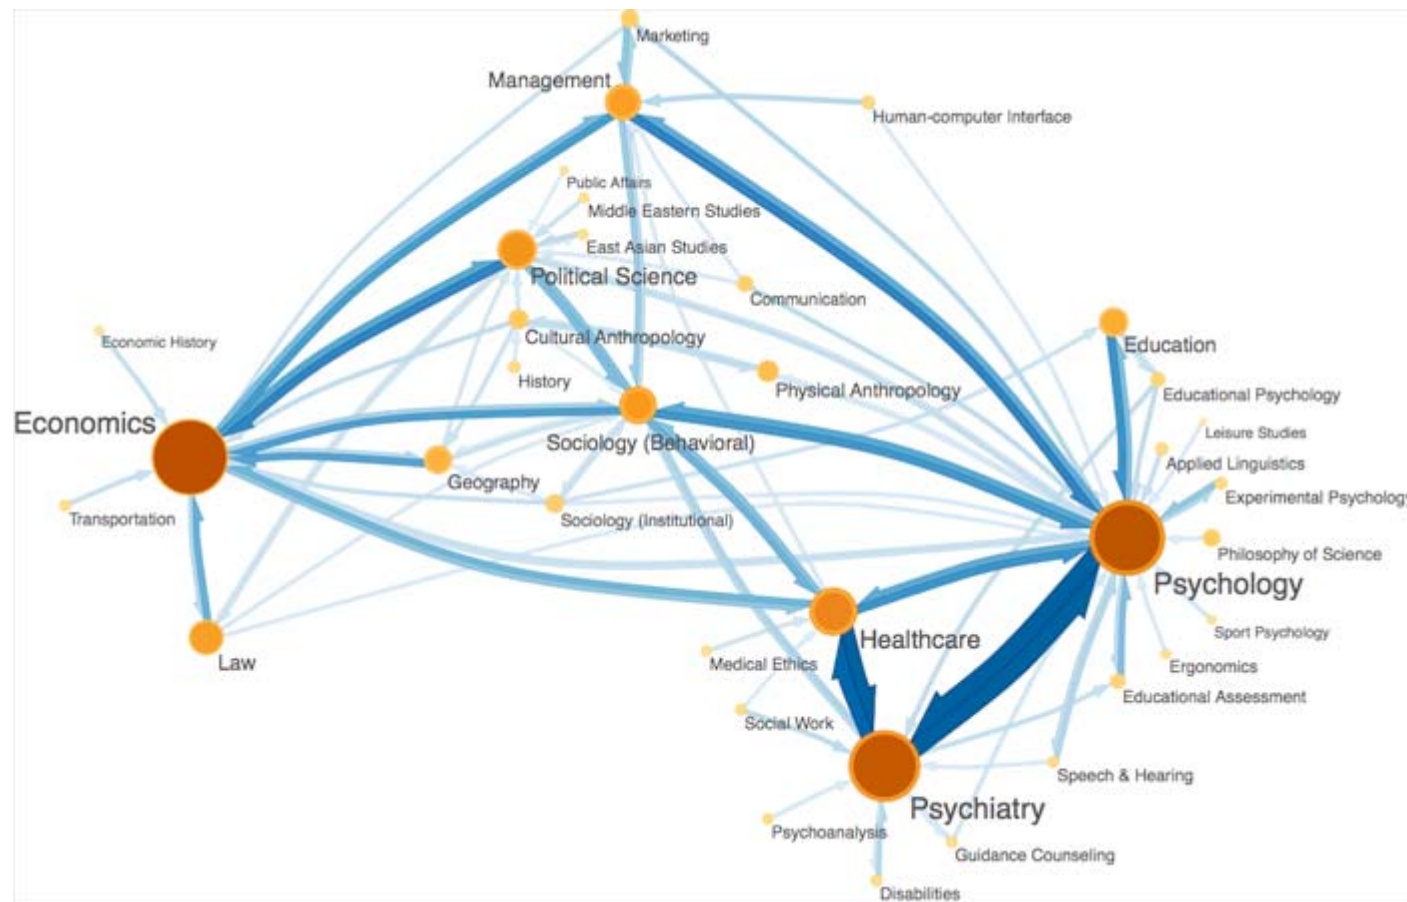 Marketing
Management
Human-computer Interface
Public Affairs
Middle Eastern Studies
East Asian Studies
Political Science
Communication
Economic History
Cultural Anthropology
Education
History
Physical Anthropology
Educational Psychology
Economics
Sociology (Behavioral)
Leisure Studies
Applied Linguistics
Geography
Experimental Psychology
Transportation
Sociology (Institutional)
Philosophy of Science
Psychology
Sport Psychology
Law
Healthcare
Medical Ethics
Ergonomics
Educational Assessment
Social Work
Speech & Hearing
Psychiatry
Psychoanalysis
Guidance Counseling
Disabilities